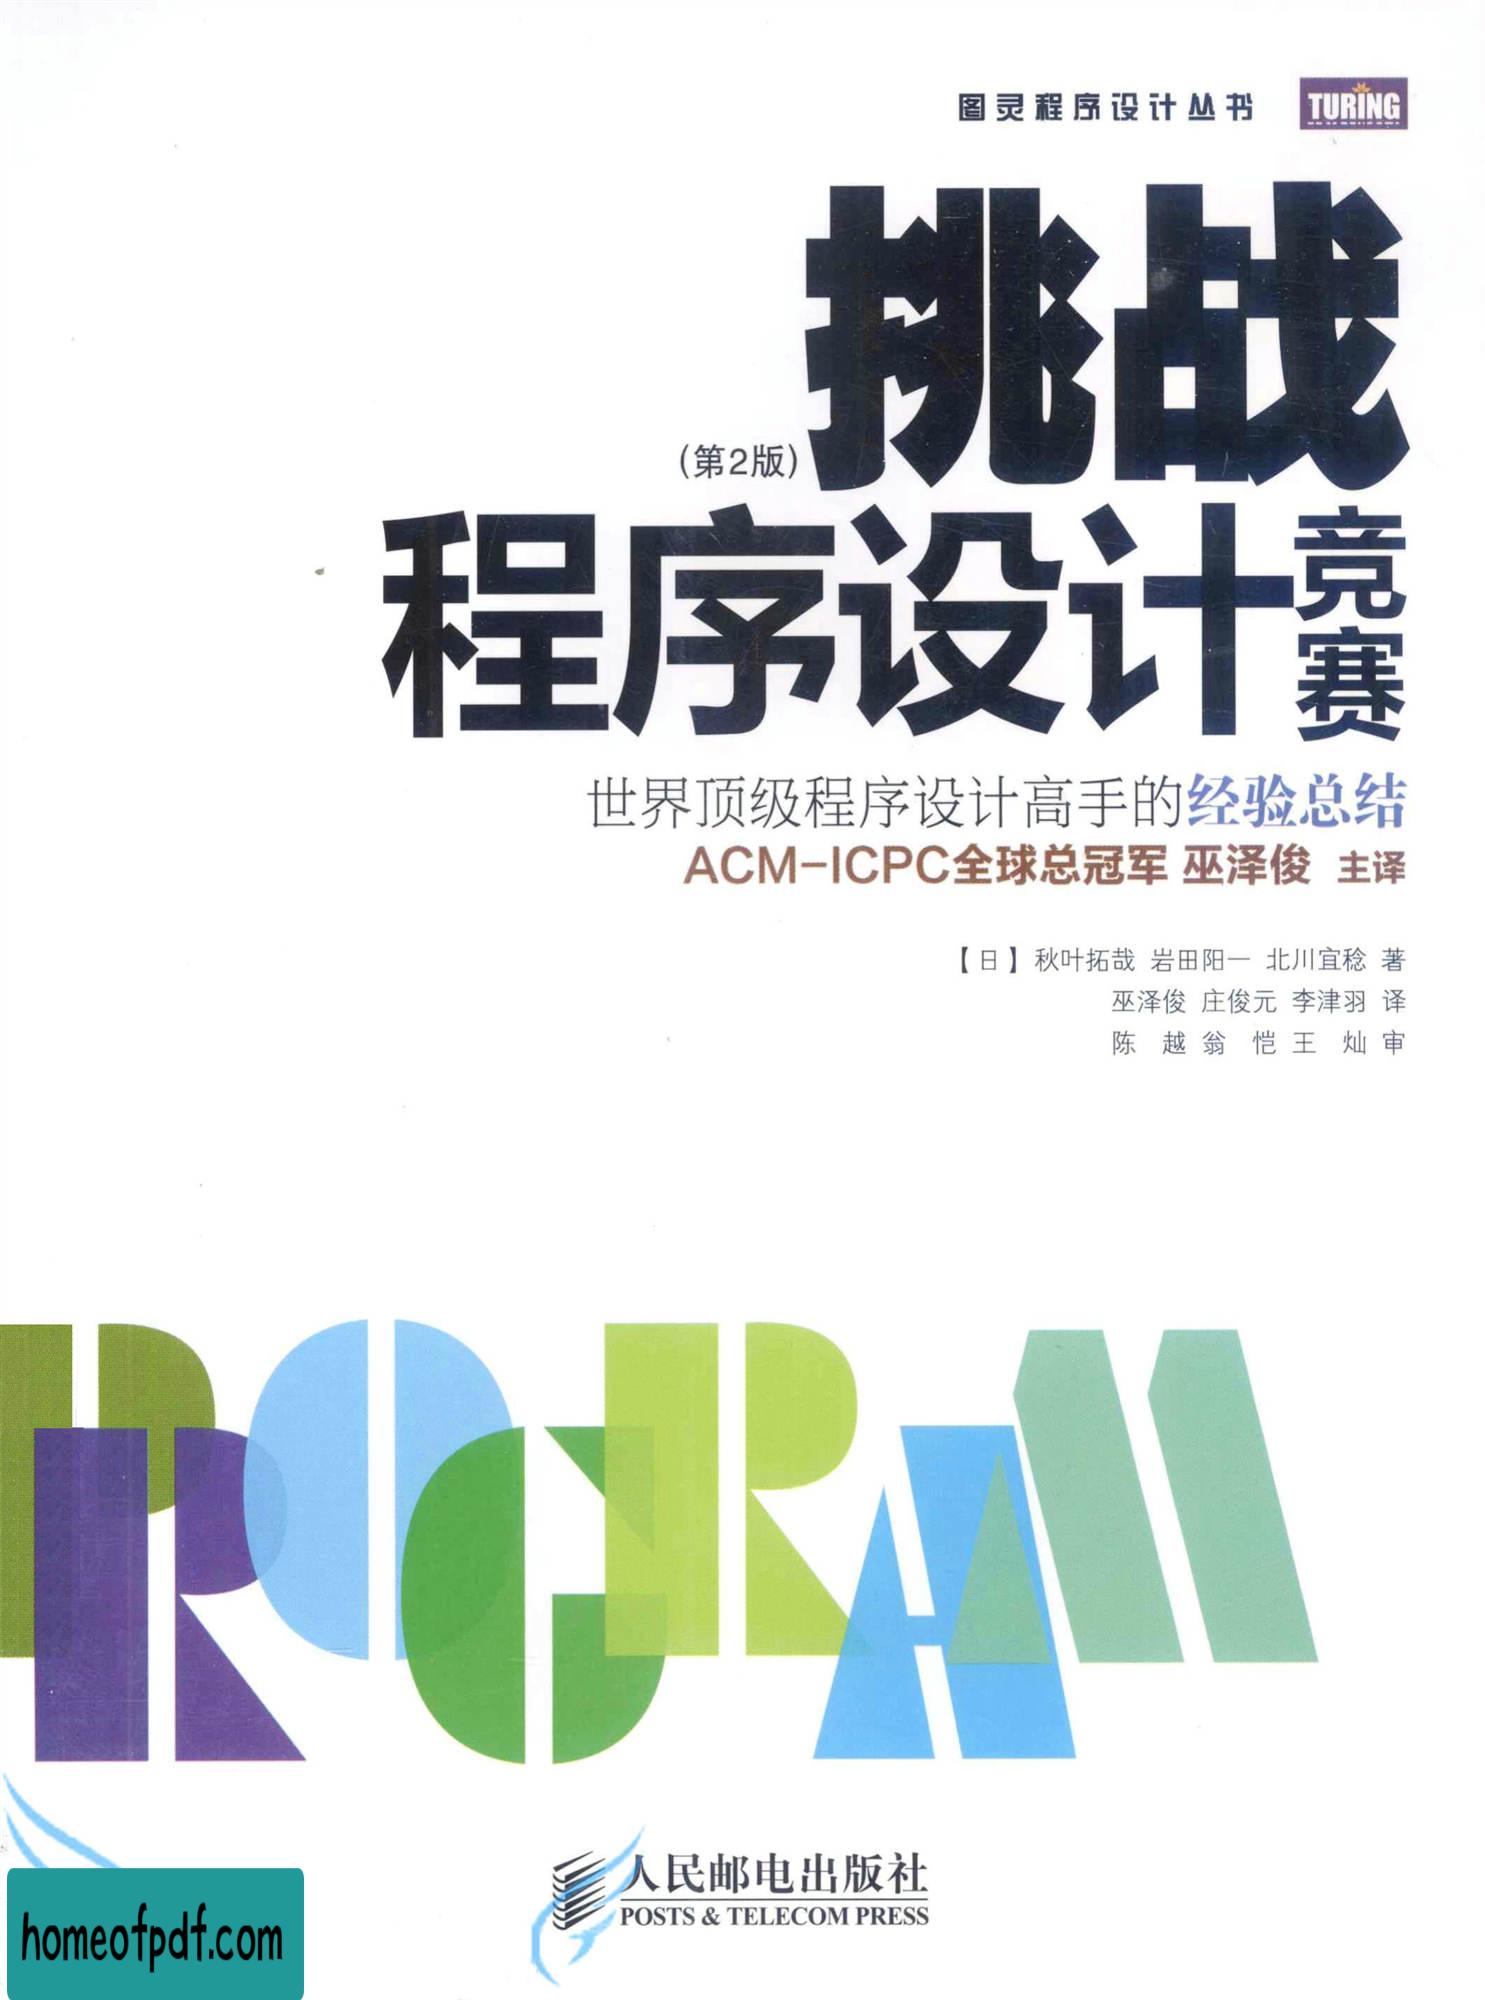 图灵程序设计丛书 TURING
挑战
(第2版)
程序设计竞赛
世界顶级程序设计高手的经验总结
ACM-ICPC全球总冠军 巫泽俊 主译
【日】秋叶拓哉 岩田阳一 北川宜稔 著
巫泽俊 庄俊元 李津羽 译
陈 越 翁 恺 王 灿 审
PROGRAM
人民邮电出版社
POSTS & TELECOM PRESS
homeofpdf.com